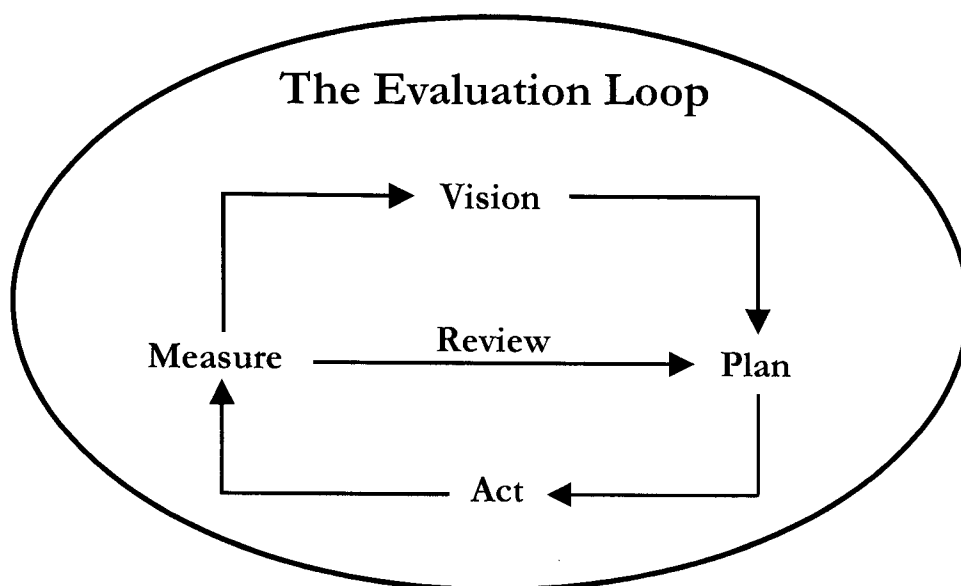 The Evaluation Loop
Vision
Review
Measure
Plan
Act